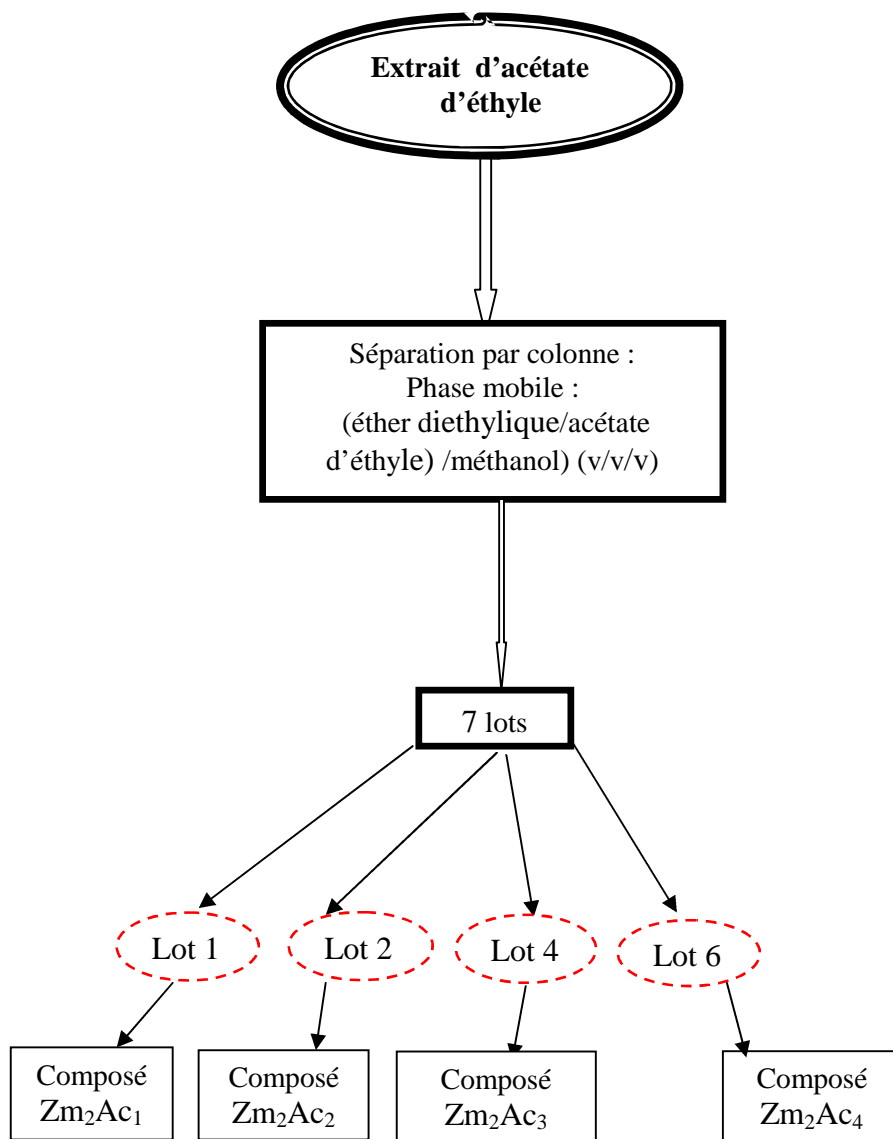 Extrait d'acétate
d'éthyle
Séparation par colonne :
Phase mobile :
(éther diethylique/acétate
d'éthyle) /méthanol) (v/v/v)
7 lots
Lot 1
Lot 2
Lot 4
Lot 6
Composé
Zm₂Ac₁
Composé
Zm₂Ac₂
Composé
Zm₂Ac₃
Composé
Zm₂Ac₄